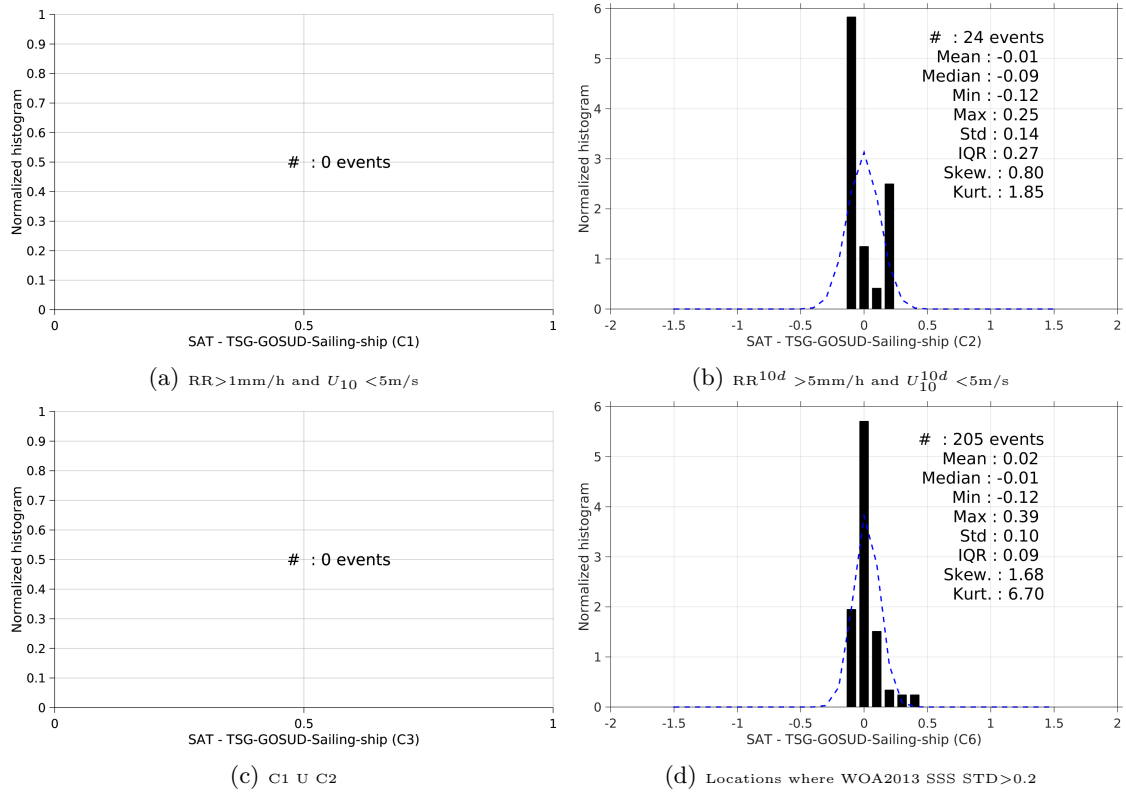 1
0.9
0.8
0.7
0.6
0.5
0.4
0.3
0.2
0.1
0
Normalized histogram
# : 0 events
0 0.5 1
SAT - TSG-GOSUD-Sailing-ship (C1)
(a) RR>1mm/h and U10 <5m/s
6
5
4
3
2
1
0
Normalized histogram
# : 24 events
Mean : -0.01
Median : -0.09
Min : -0.12
Max : 0.25
Std : 0.14
IQR : 0.27
Skew. : 0.80
Kurt. : 1.85
-2 -1.5 -1 -0.5 0 0.5 1 1.5 2
SAT - TSG-GOSUD-Sailing-ship (C2)
(b) RR^10d >5mm/h and U10^10d <5m/s
1
0.9
0.8
0.7
0.6
0.5
0.4
0.3
0.2
0.1
0
Normalized histogram
# : 0 events
0 0.5 1
SAT - TSG-GOSUD-Sailing-ship (C3)
(c) C1 U C2
6
5
4
3
2
1
0
Normalized histogram
# : 205 events
Mean : 0.02
Median : -0.01
Min : -0.12
Max : 0.39
Std : 0.10
IQR : 0.09
Skew. : 1.68
Kurt. : 6.70
-2 -1.5 -1 -0.5 0 0.5 1 1.5 2
SAT - TSG-GOSUD-Sailing-ship (C6)
(d) Locations where WOA2013 SSS STD>0.2